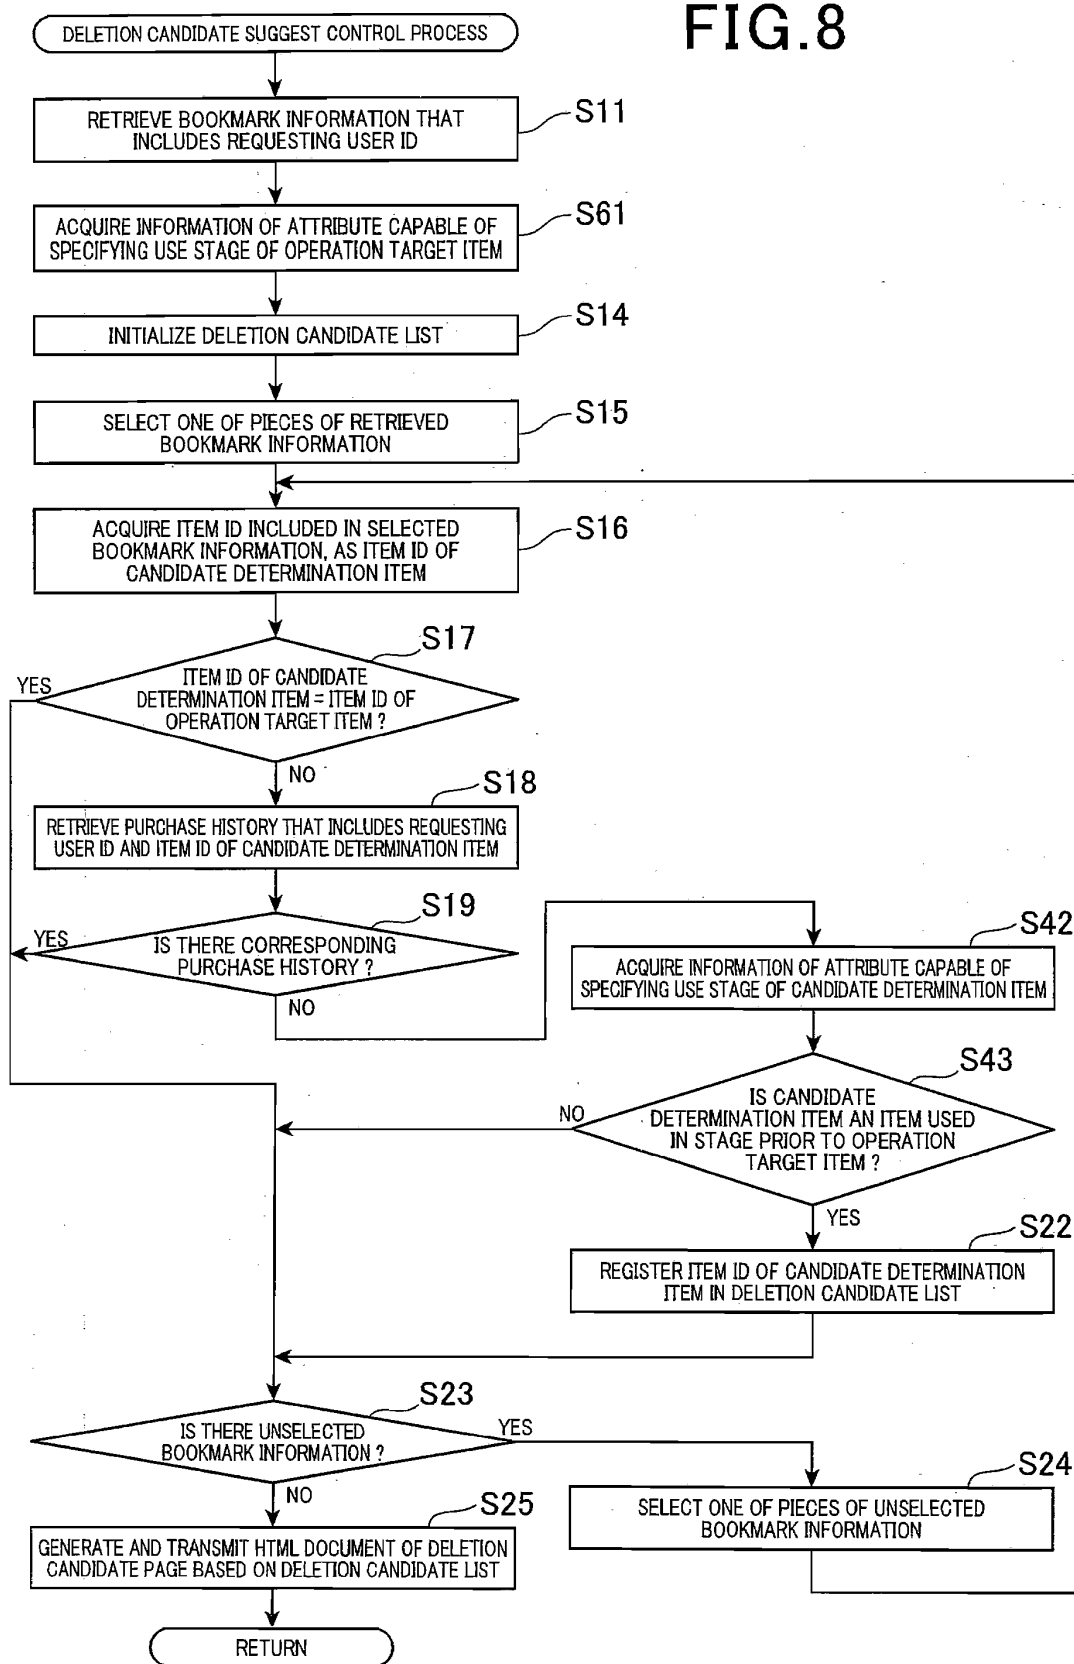 FIG.8
DELETION CANDIDATE SUGGEST CONTROL PROCESS
S11
RETRIEVE BOOKMARK INFORMATION THAT
INCLUDES REQUESTING USER ID
S61
ACQUIRE INFORMATION OF ATTRIBUTE CAPABLE OF
SPECIFYING USE STAGE OF OPERATION TARGET ITEM
S14
INITIALIZE DELETION CANDIDATE LIST
S15
SELECT ONE OF PIECES OF RETRIEVED
BOOKMARK INFORMATION
S16
ACQUIRE ITEM ID INCLUDED IN SELECTED
BOOKMARK INFORMATION, AS ITEM ID OF
CANDIDATE DETERMINATION ITEM
S17
YES
ITEM ID OF CANDIDATE
DETERMINATION ITEM = ITEM ID OF
OPERATION TARGET ITEM ?
NO
S18
RETRIEVE PURCHASE HISTORY THAT INCLUDES REQUESTING
USER ID AND ITEM ID OF CANDIDATE DETERMINATION ITEM
S19
YES
IS THERE CORRESPONDING
PURCHASE HISTORY ?
NO
S42
ACQUIRE INFORMATION OF ATTRIBUTE CAPABLE OF
SPECIFYING USE STAGE OF CANDIDATE DETERMINATION ITEM
S43
NO
IS CANDIDATE
DETERMINATION ITEM AN ITEM USED
IN STAGE PRIOR TO OPERATION
TARGET ITEM ?
YES
S22
REGISTER ITEM ID OF CANDIDATE DETERMINATION
ITEM IN DELETION CANDIDATE LIST
S23
IS THERE UNSELECTED
BOOKMARK INFORMATION ?
YES
NO
S24
SELECT ONE OF PIECES OF UNSELECTED
BOOKMARK INFORMATION
S25
GENERATE AND TRANSMIT HTML DOCUMENT OF DELETION
CANDIDATE PAGE BASED ON DELETION CANDIDATE LIST
RETURN